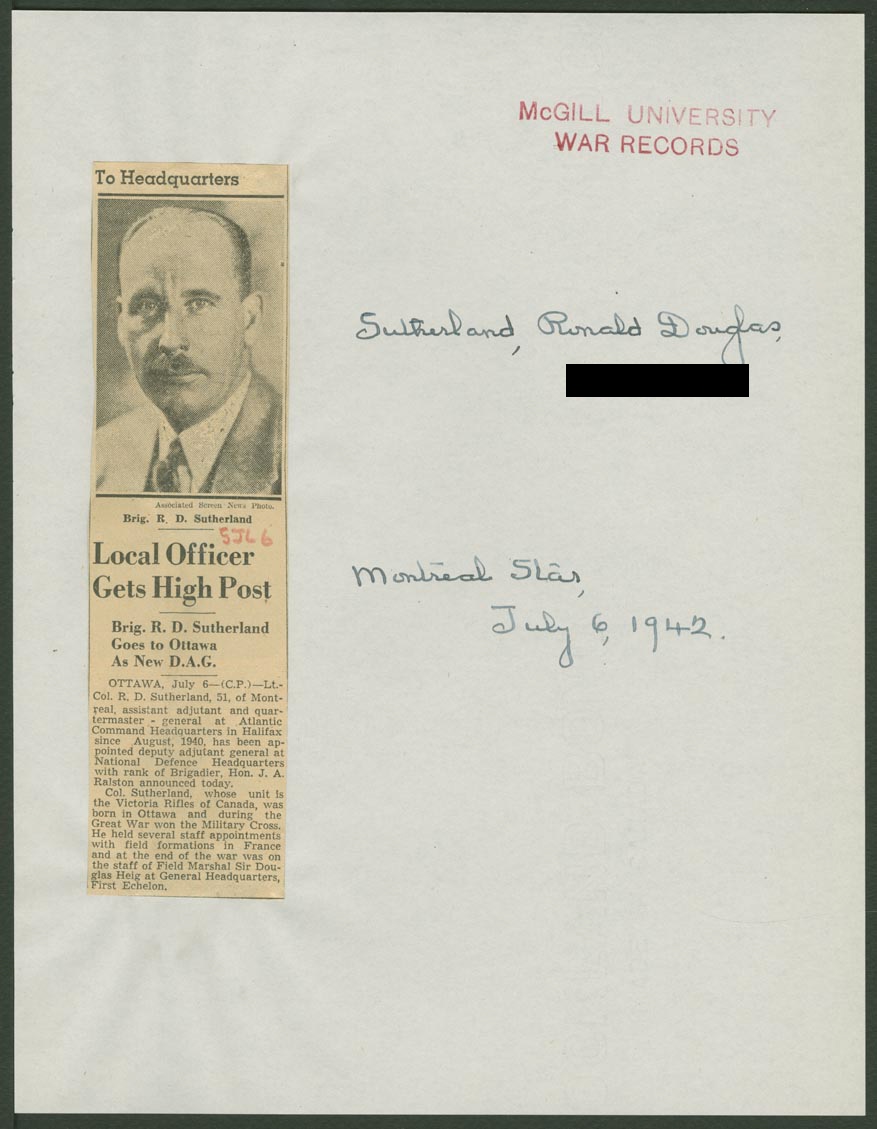 McGILL UNIVERSITY
WAR RECORDS
To Headquarters
Associated Screen News Photo.
Brig. R. D. Sutherland
SJL6
Local Officer
Gets High Post
Brig. R. D. Sutherland
Goes to Ottawa
As New D.A.G.
OTTAWA, July 6—(C.P.)—Lt.-
Col. R. D. Sutherland, 51, of Mont-
real, assistant adjutant and quar-
termaster - general at Atlantic
Command Headquarters in Halifax
since August, 1940, has been ap-
pointed deputy adjutant general at
National Defence Headquarters
with rank of Brigadier, Hon. J. A.
Ralston announced today.
Col. Sutherland, whose unit is
the Victoria Rifles of Canada, was
born in Ottawa and during the
Great War won the Military Cross.
He held several staff appointments
with field formations in France
and at the end of the war was on
the staff of Field Marshal Sir Dou-
glas Heig at General Headquarters,
First Echelon.
Sutherland, Ronald Douglas,
Montreal Star,
July 6, 1942.